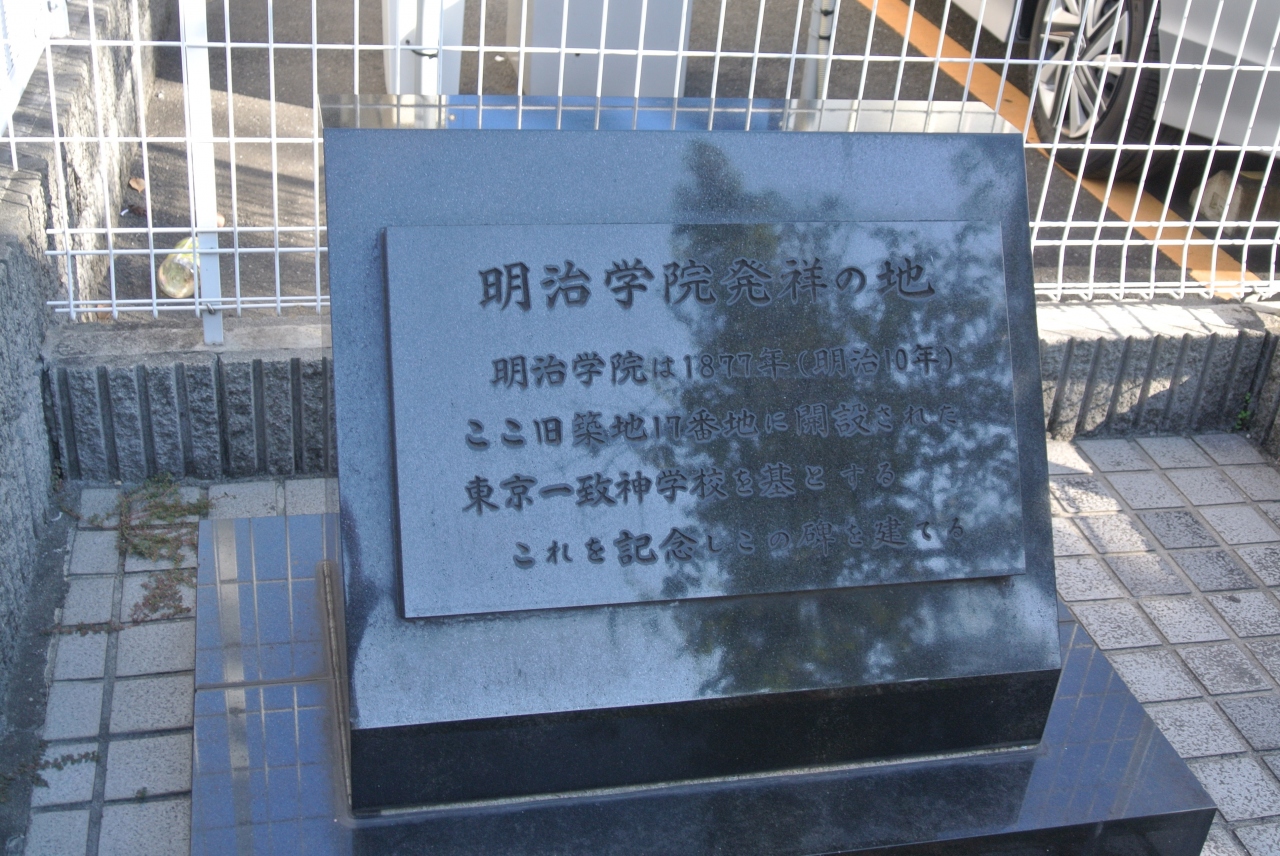 明治学院発祥の地
明治学院は1877年(明治10年)
ここ旧築地17番地に開設された
東京一致神学校を基とする
これを記念しこの碑を建てる